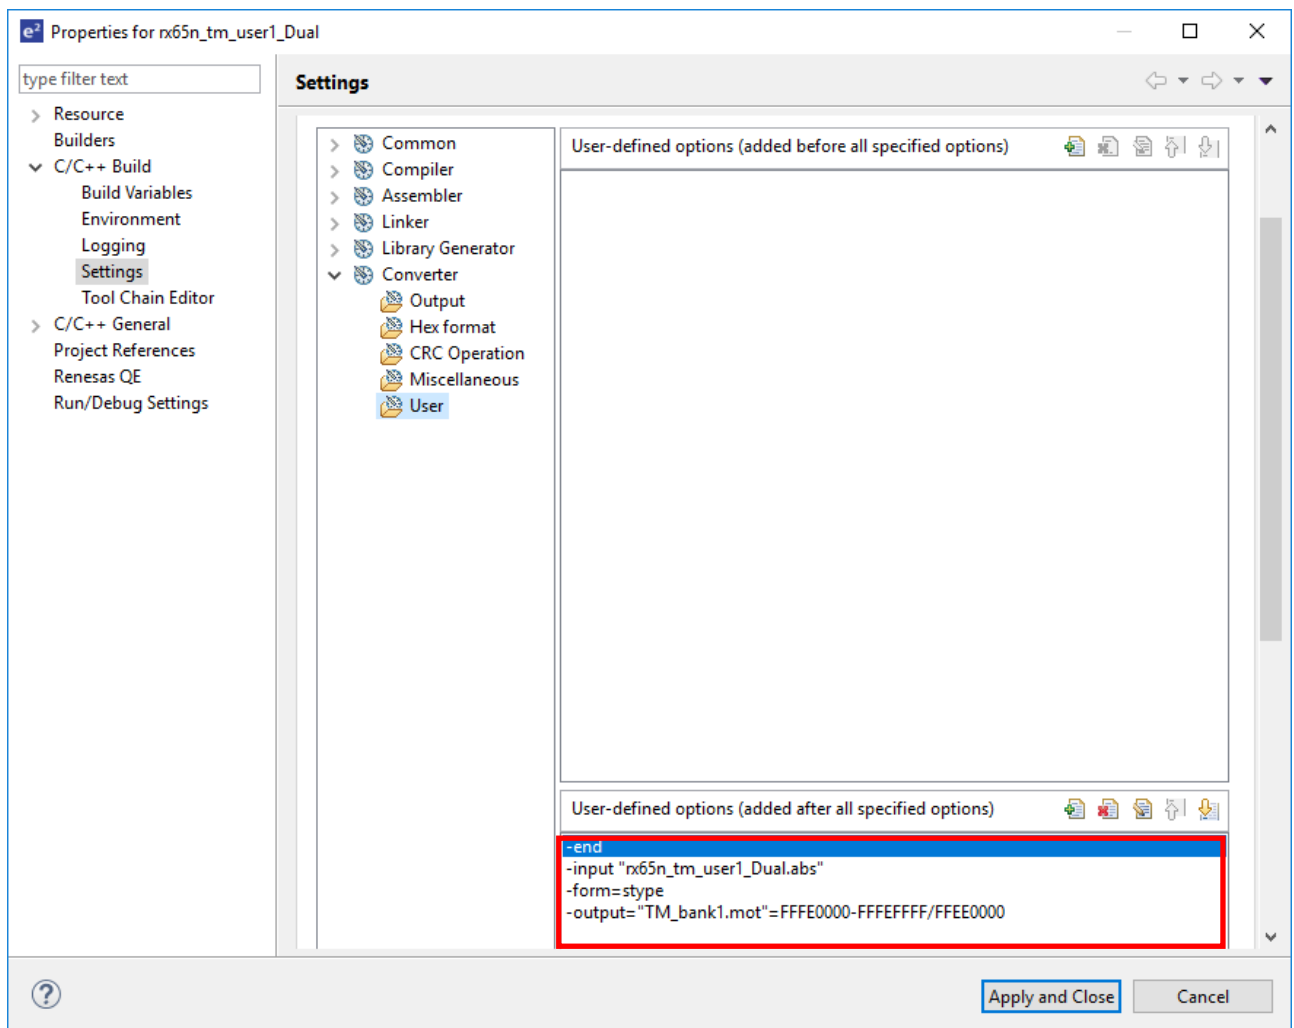 e² Properties for rx65n_tm_user1_Dual
type filter text
Settings
Resource
Builders
C/C++ Build
Build Variables
Environment
Logging
Settings
Tool Chain Editor
C/C++ General
Project References
Renesas QE
Run/Debug Settings
Common
Compiler
Assembler
Linker
Library Generator
Converter
Output
Hex format
CRC Operation
Miscellaneous
User
User-defined options (added before all specified options)
User-defined options (added after all specified options)
-end
-input "rx65n_tm_user1_Dual.abs"
-form=stype
-output="TM_bank1.mot"=FFFE0000-FFFEFFFF/FFEE0000
?
Apply and Close
Cancel